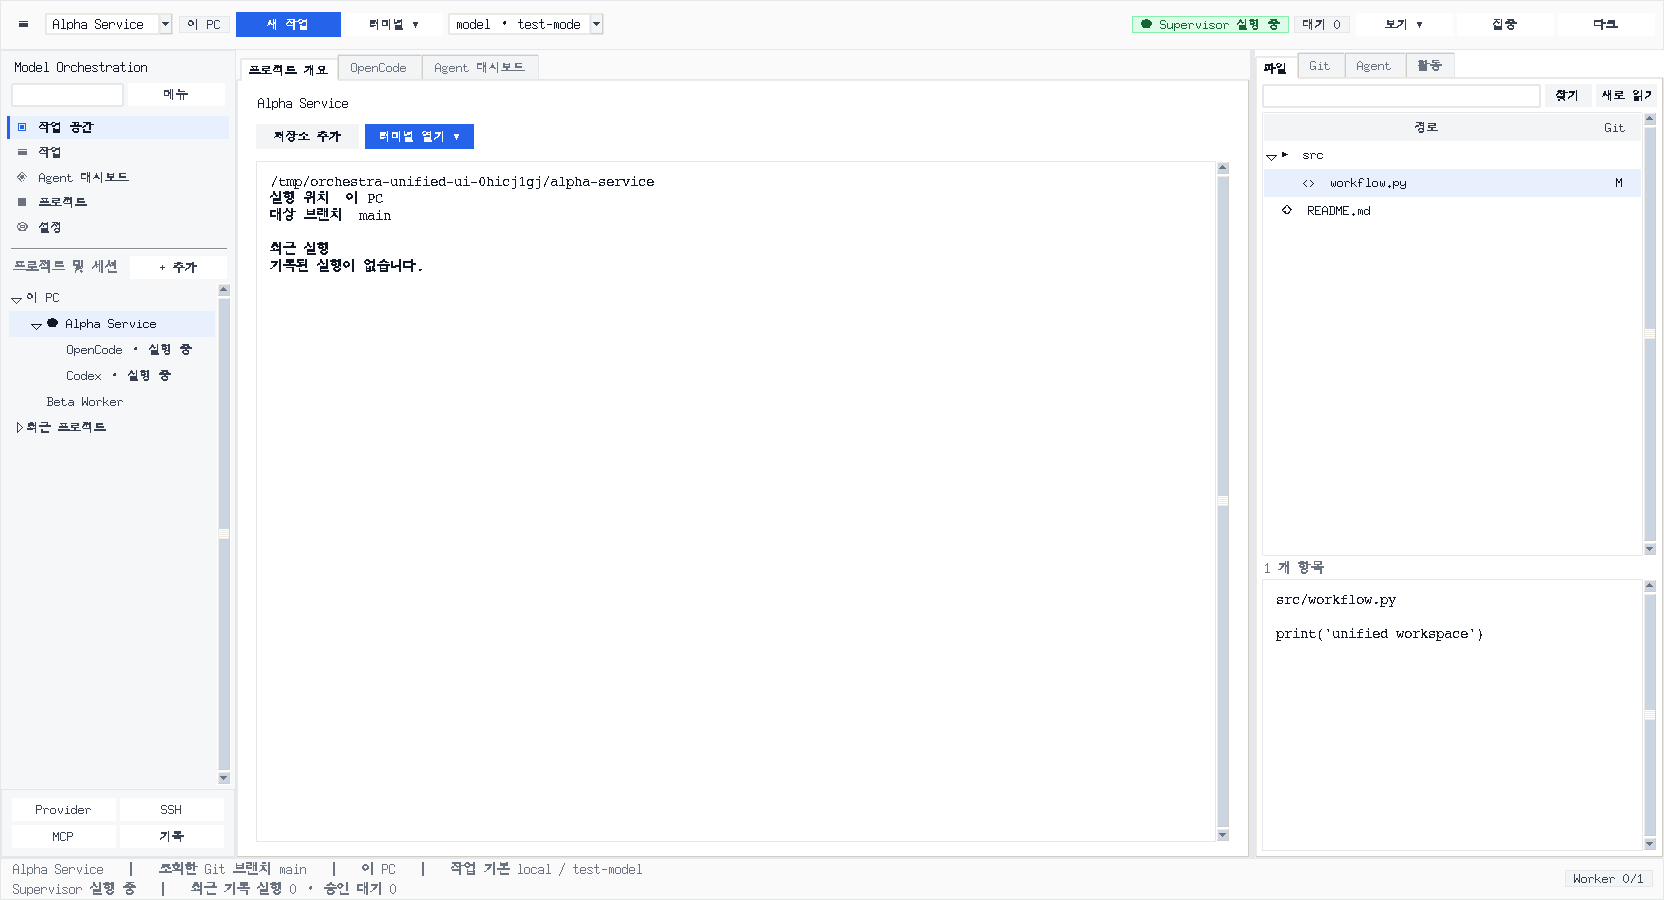 Alpha Service
이 PC
새 작업
터미널 ▾
model • test-mode
● Supervisor 실행 중
대기 0
보기 ▾
집중
다크
Model Orchestration
메뉴
작업 공간
작업
Agent 대시보드
프로젝트
설정
프로젝트 및 세션
+ 추가
이 PC
● Alpha Service
OpenCode • 실행 중
Codex • 실행 중
Beta Worker
최근 프로젝트
Provider
SSH
MCP
기록
프로젝트 개요
OpenCode
Agent 대시보드
Alpha Service
저장소 추가
터미널 열기 ▾
/tmp/orchestra-unified-ui-0hicj1gj/alpha-service
실행 위치  이 PC
대상 브랜치  main
최근 실행
기록된 실행이 없습니다.
파일
Git
Agent
활동
찾기
새로 읽기
경로
Git
src
<> workflow.py
M
README.md
1 개 항목
src/workflow.py
print('unified workspace')
Alpha Service | 조회한 Git 브랜치 main | 이 PC | 작업 기본 local / test-model
Supervisor 실행 중 | 최근 기록 실행 0 • 승인 대기 0
Worker 0/1